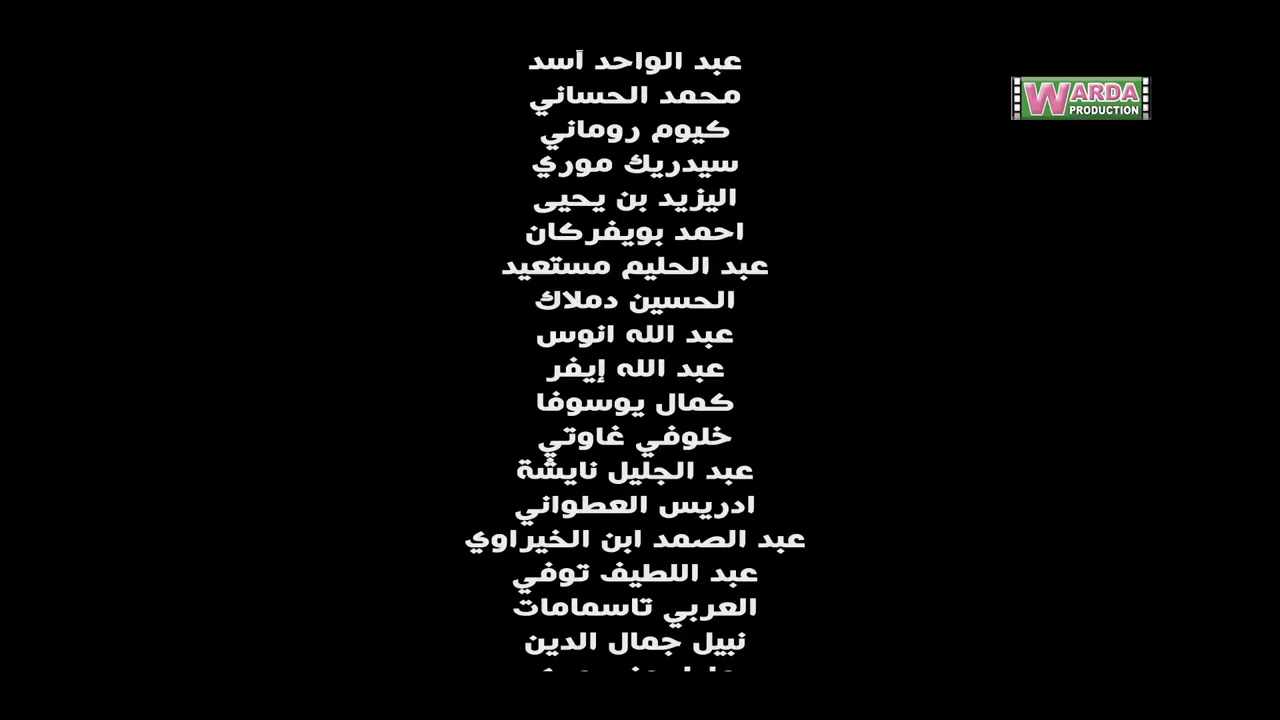 عبد الواحد آسد
محمد الحساني
كيوم روماني
سيدريك موري
اليزيد بن يحيى
احمد بويفركان
عبد الحليم مستعيد
الحسين دملاك
عبد الله انوس
عبد الله إيفر
كمال يوسوفا
خلوفي غاوتي
عبد الجليل نايشة
ادريس العطواني
عبد الصمد ابن الخيراوي
عبد اللطيف توفي
العربي تاسمامات
نبيل جمال الدين
WARDA
PRODUCTION